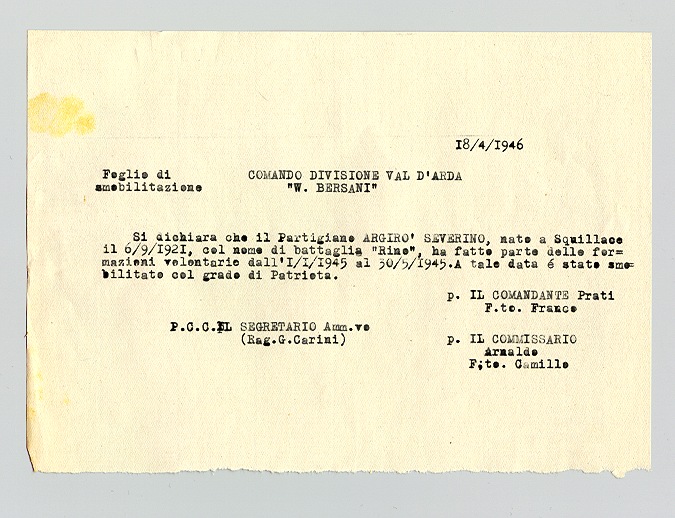 18/4/1946
Foglio di COMANDO DIVISIONE VAL D'ARDA
smobilitazione "W. BERSANI"
Si dichiara che il Partigiano ARGIRO' SEVERINO, nato a Squillace
il 6/9/1921, col nome di battaglia "Rino", ha fatto parte delle for=
mazioni volontarie dall'I/I/1945 al 30/5/1945.A tale data é stato smo=
bilitato col grado di Patriota.
p. IL COMANDANTE Prati
F.to. Franco
P.C.C.IL SEGRETARIO Amm.vo
(Rag.G.Carini)
p. IL COMMISSARIO
Arnaldo
F;to. Camillo